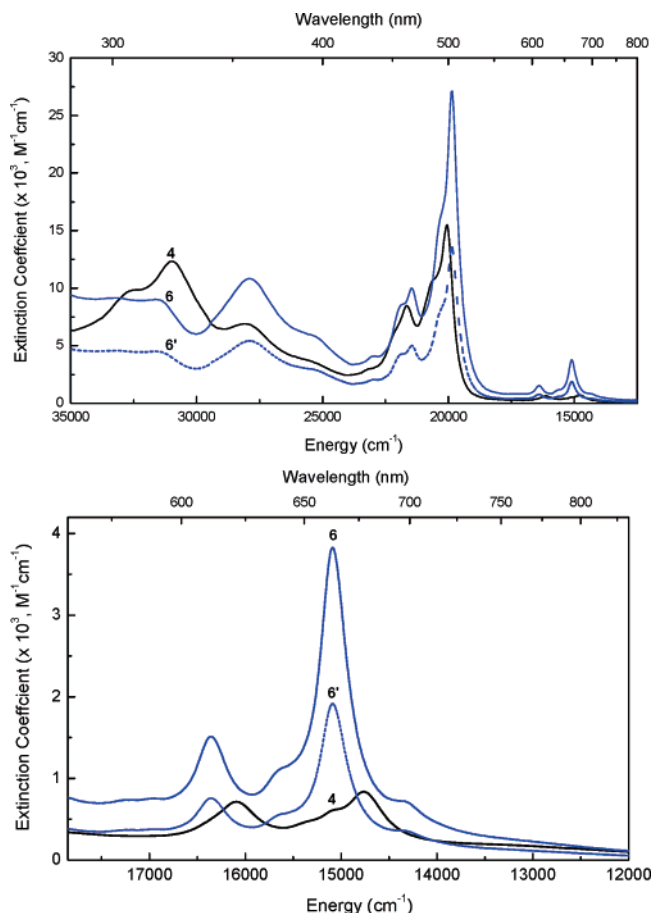 Wavelength (nm)
300 400 500 600 700 800
Extinction Coeffcient (x 10³, M⁻¹cm⁻¹)
30
25
20
15
10
5
0
4
6
6'
35000 30000 25000 20000 15000
Energy (cm⁻¹)
Wavelength (nm)
600 650 700 750 800
Extinction Coeffcient (x 10³, M⁻¹cm⁻¹)
4
3
2
1
0
6
6'
4
17000 16000 15000 14000 13000 12000
Energy (cm⁻¹)